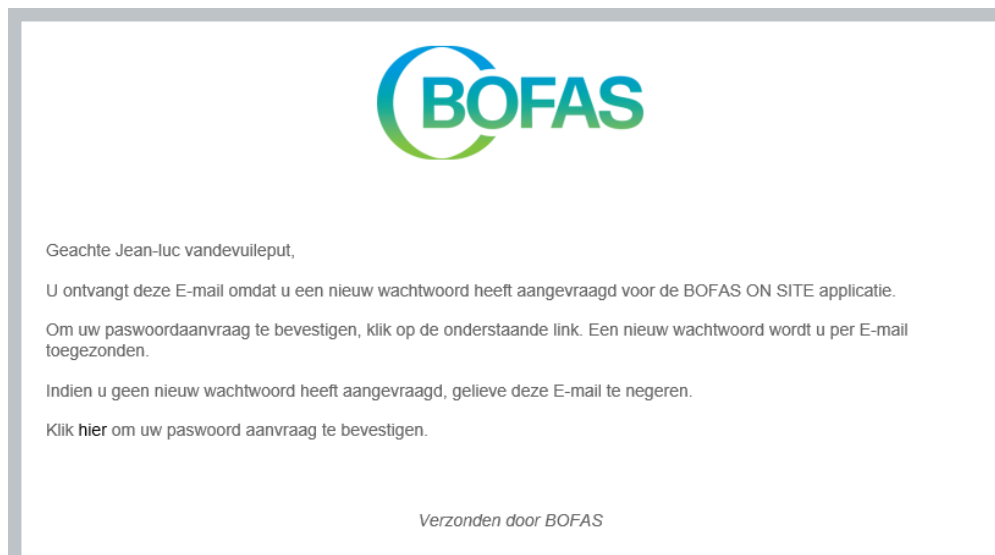 BOFAS
Geachte Jean-luc vandevuileput,
U ontvangt deze E-mail omdat u een nieuw wachtwoord heeft aangevraagd voor de BOFAS ON SITE applicatie.
Om uw paswoordaanvraag te bevestigen, klik op de onderstaande link. Een nieuw wachtwoord wordt u per E-mail
toegezonden.
Indien u geen nieuw wachtwoord heeft aangevraagd, gelieve deze E-mail te negeren.
Klik hier om uw paswoord aanvraag te bevestigen.
Verzonden door BOFAS